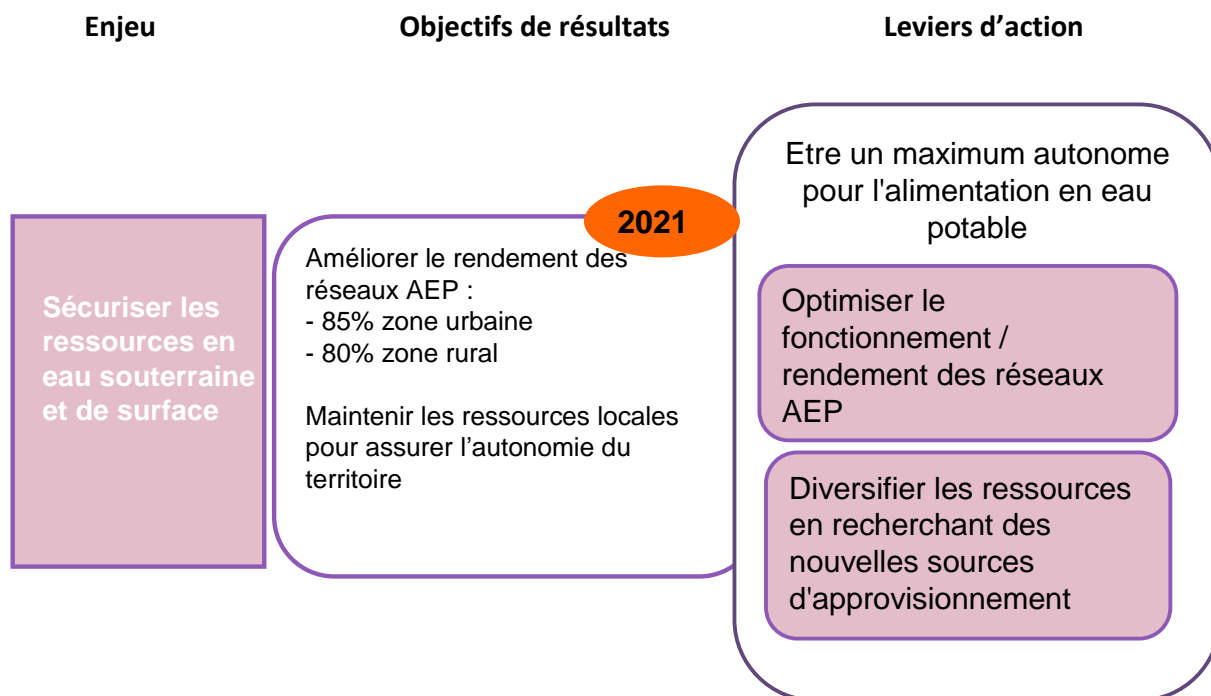 Enjeu
Objectifs de résultats
Leviers d’action
Sécuriser les
ressources en
eau souterraine
et de surface
2021
Améliorer le rendement des
réseaux AEP :
- 85% zone urbaine
- 80% zone rural
Maintenir les ressources locales
pour assurer l’autonomie du
territoire
Etre un maximum autonome
pour l'alimentation en eau
potable
Optimiser le
fonctionnement /
rendement des réseaux
AEP
Diversifier les ressources
en recherchant des
nouvelles sources
d'approvisionnement